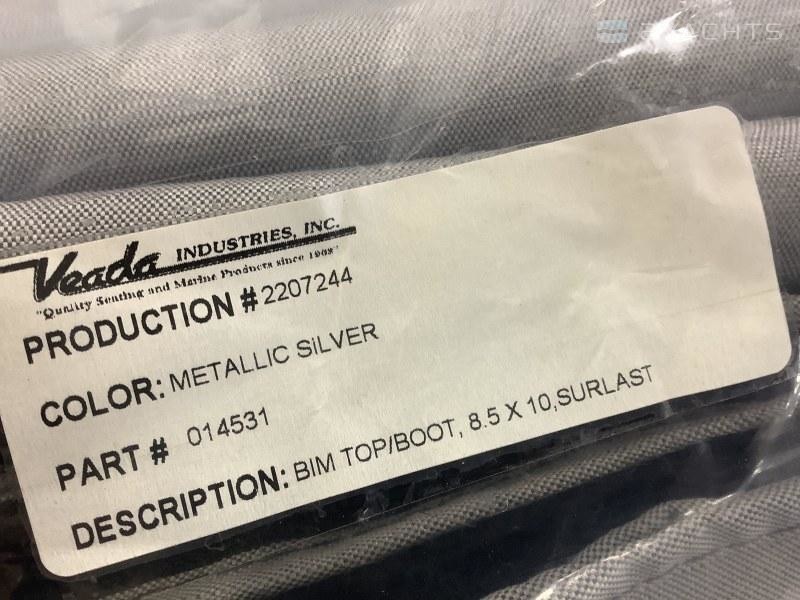 Veada INDUSTRIES, INC.
"Quality Seating and Marine Products since 1968"
PRODUCTION #2207244
COLOR: METALLIC SiLVER
PART # 014531
DESCRIPTION: BIM TOP/BOOT, 8.5 X 10,SURLAST